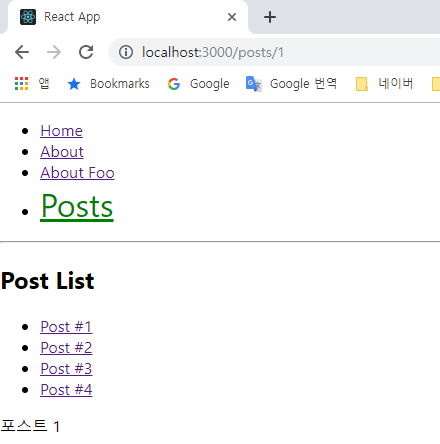 React App
localhost:3000/posts/1
앱 Bookmarks Google Google 번역 네이버
Home
About
About Foo
Posts
Post List
Post #1
Post #2
Post #3
Post #4
포스트 1